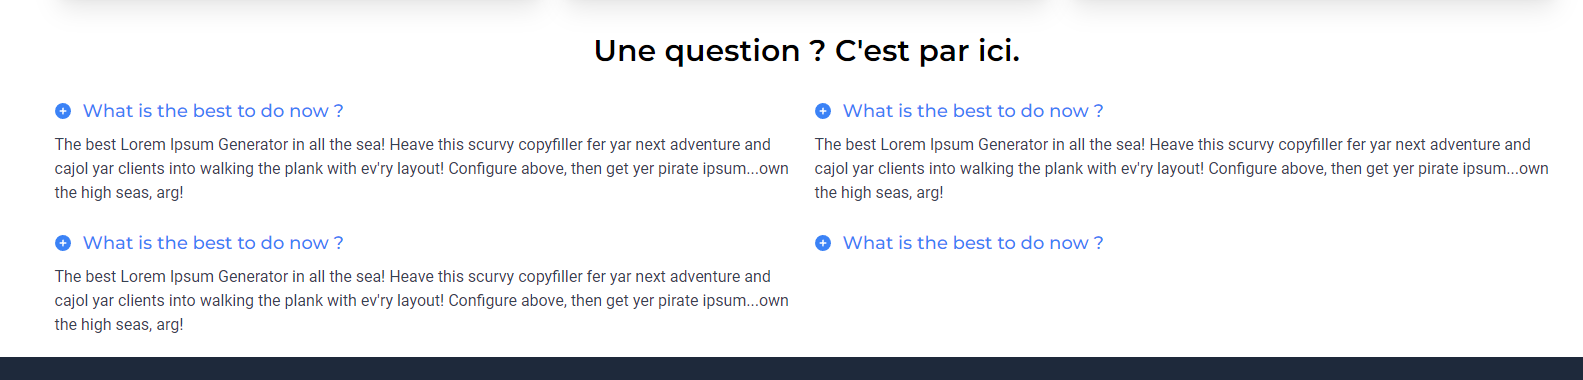 Une question ? C'est par ici.
What is the best to do now ?
The best Lorem Ipsum Generator in all the sea! Heave this scurvy copyfiller fer yar next adventure and
cajol yar clients into walking the plank with ev'ry layout! Configure above, then get yer pirate ipsum...own
the high seas, arg!
What is the best to do now ?
The best Lorem Ipsum Generator in all the sea! Heave this scurvy copyfiller fer yar next adventure and
cajol yar clients into walking the plank with ev'ry layout! Configure above, then get yer pirate ipsum...own
the high seas, arg!
What is the best to do now ?
The best Lorem Ipsum Generator in all the sea! Heave this scurvy copyfiller fer yar next adventure and
cajol yar clients into walking the plank with ev'ry layout! Configure above, then get yer pirate ipsum...own
the high seas, arg!
What is the best to do now ?